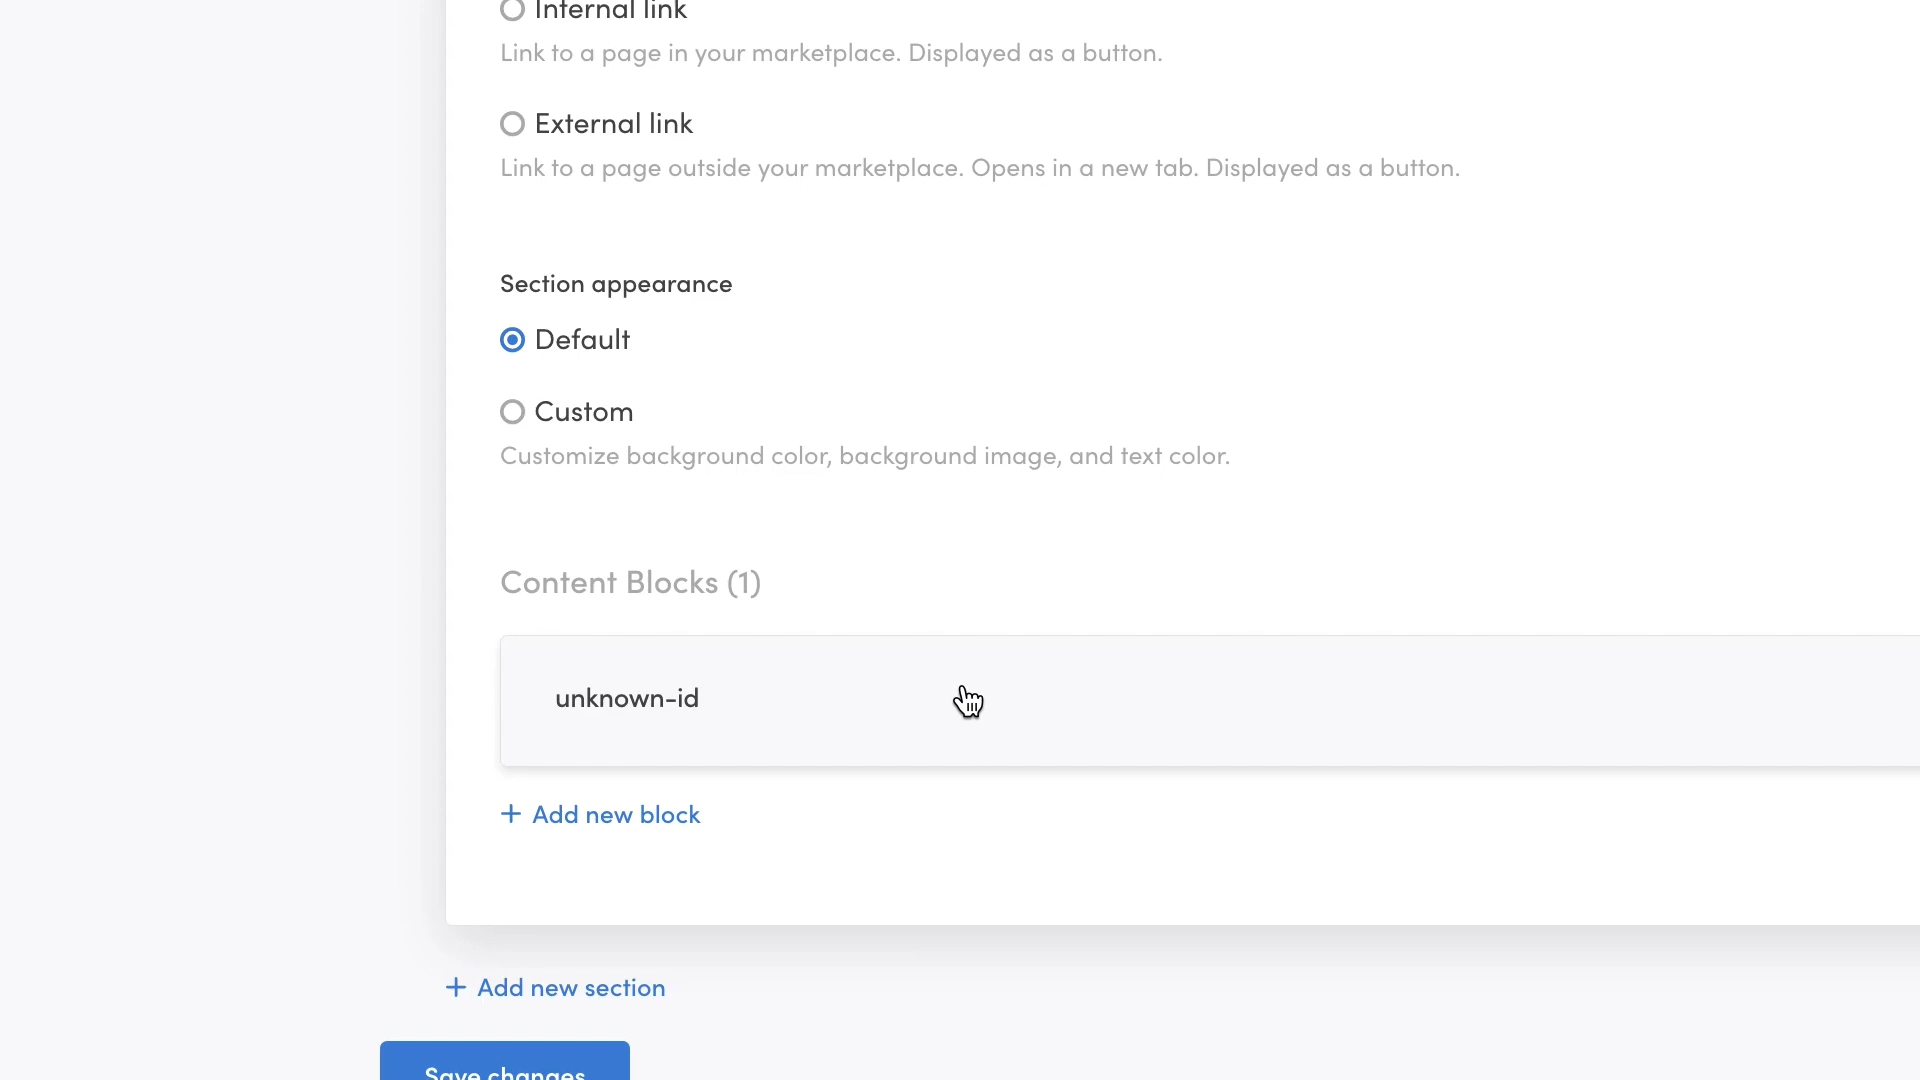 Internal link
Link to a page in your marketplace. Displayed as a button.
External link
Link to a page outside your marketplace. Opens in a new tab. Displayed as a button.
Section appearance
Default
Custom
Customize background color, background image, and text color.
Content Blocks (1)
unknown-id
+ Add new block
+ Add new section
Save changes